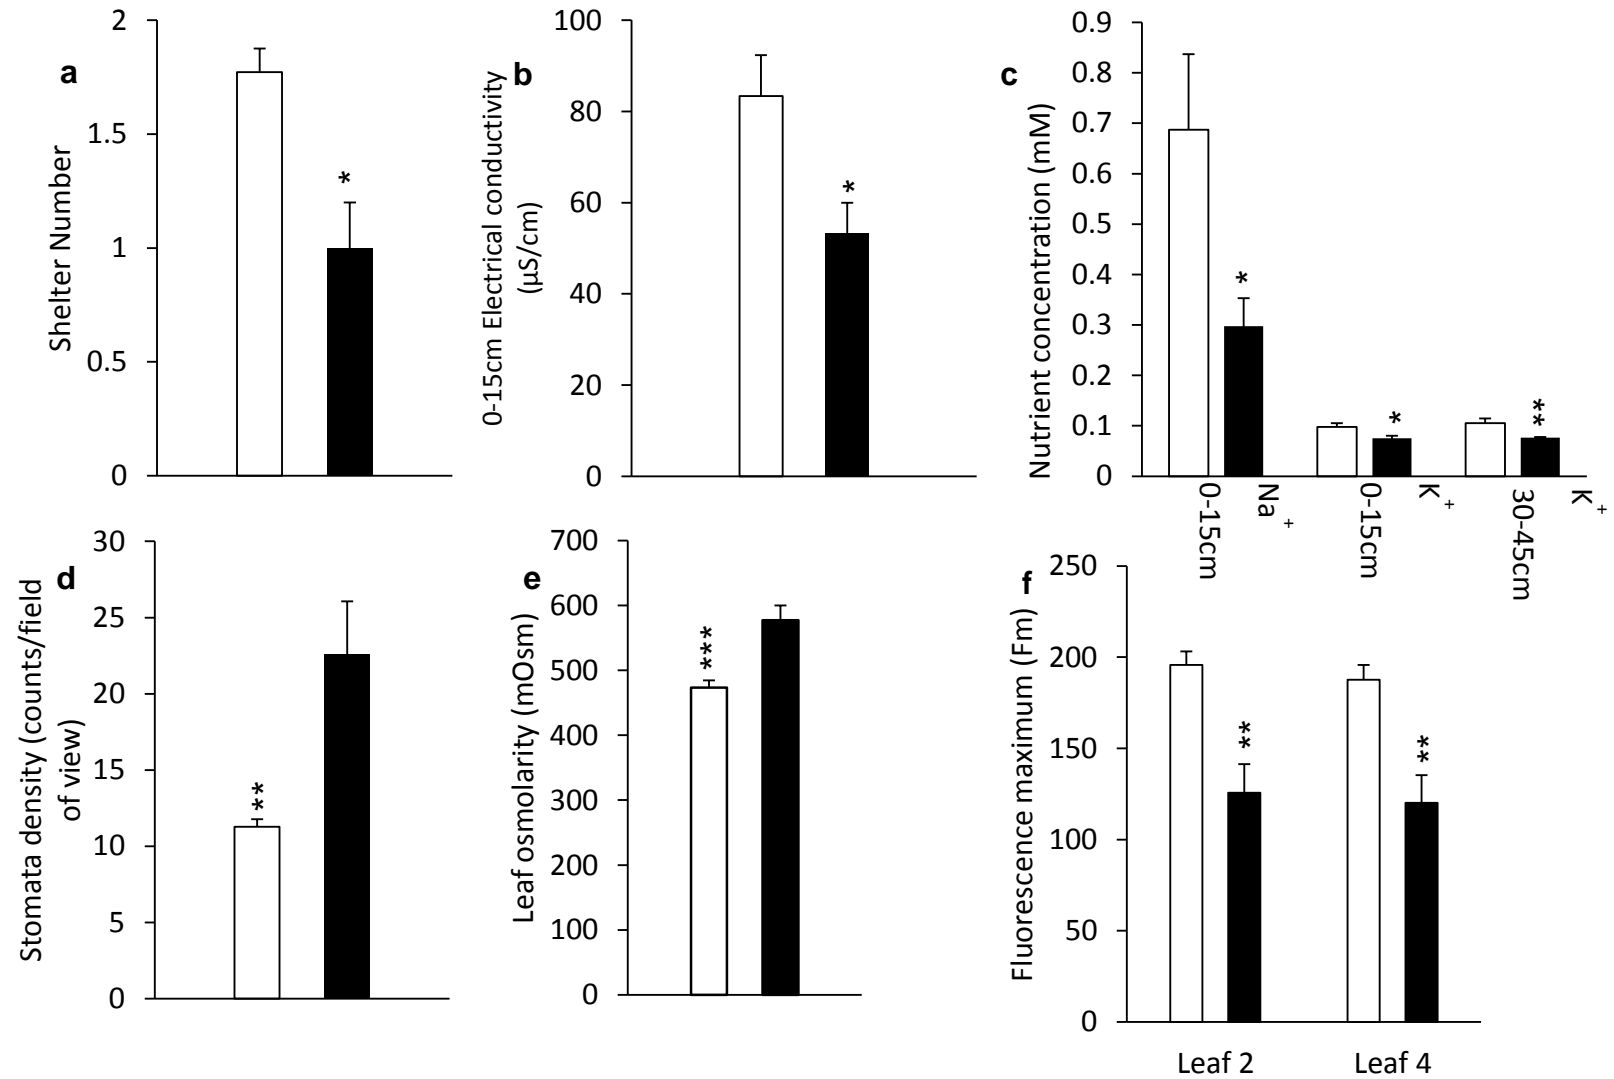 a
Shelter Number
2
1.5
1
0.5
0
*
b
0-15cm Electrical conductivity
(µS/cm)
100
80
60
40
20
0
*
c
Nutrient concentration (mM)
0.9
0.8
0.7
0.6
0.5
0.4
0.3
0.2
0.1
0
*
*
**
0-15cm
Na+
0-15cm
K+
30-45cm
K+
d
Stomata density (counts/field
of view)
30
25
20
15
10
5
0
**
e
Leaf osmolarity (mOsm)
700
600
500
400
300
200
100
0
***
f
Fluorescence maximum (Fm)
250
200
150
100
50
0
**
**
Leaf 2
Leaf 4